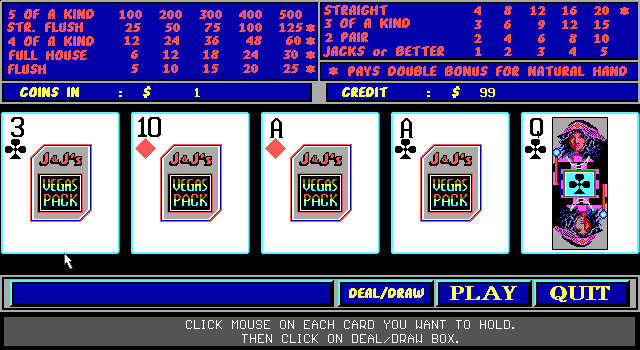 5 OF A KIND 100 200 300 400 500
STR. FLUSH 25 50 75 100 125 *
4 OF A KIND 12 24 36 48 60 *
FULL HOUSE 6 12 18 24 30 *
FLUSH 5 10 15 20 25 *
STRAIGHT 4 8 12 16 20 *
3 OF A KIND 3 6 9 12 15
2 PAIR 2 4 6 8 10
JACKS or BETTER 1 2 3 4 5
* PAYS DOUBLE BONUS FOR NATURAL HAND
COINS IN : $ 1
CREDIT : $ 99
3 10 A A Q
J&J's J&J's J&J's J&J's
VEGAS VEGAS VEGAS VEGAS
PACK PACK PACK PACK
DEAL/DRAW PLAY QUIT
CLICK MOUSE ON EACH CARD YOU WANT TO HOLD.
THEN CLICK ON DEAL/DRAW BOX.